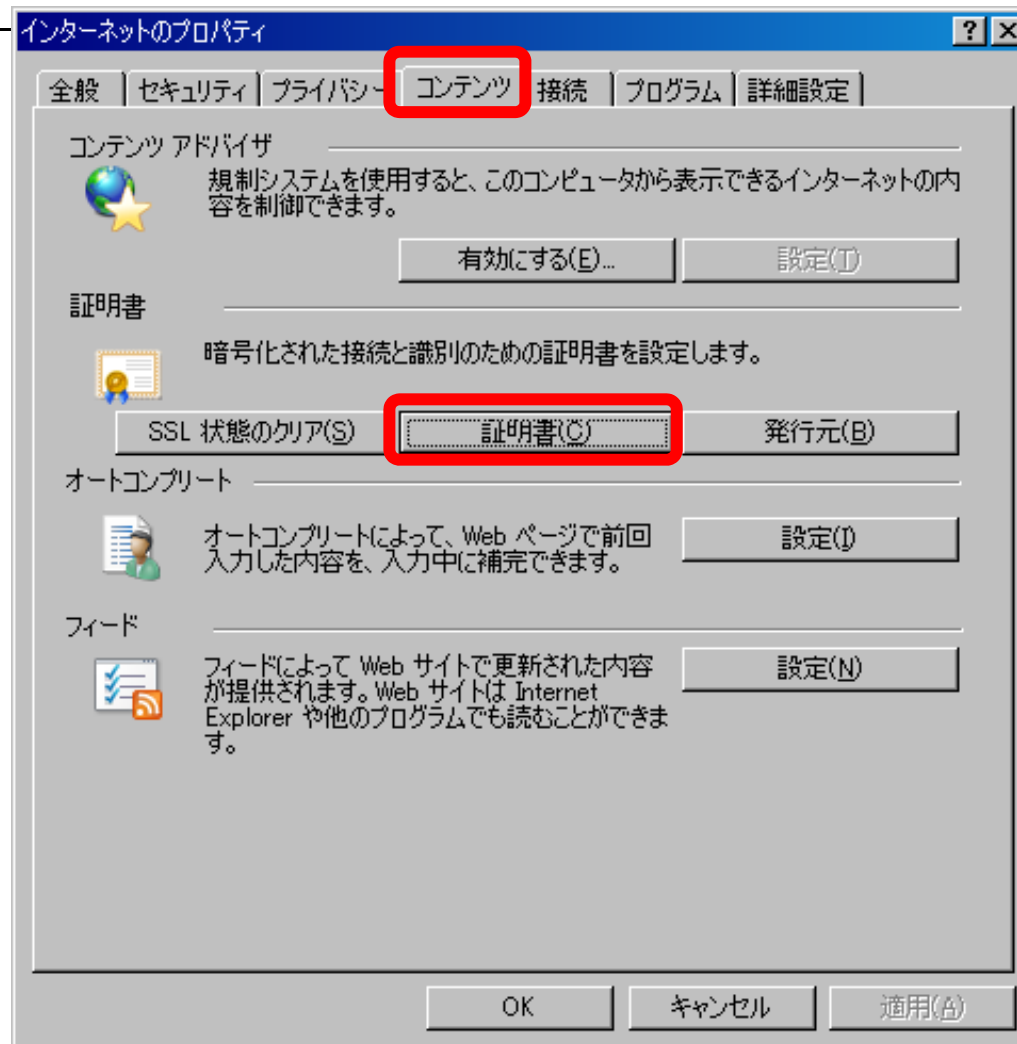 インターネットのプロパティ
全般 セキュリティ プライバシー コンテンツ 接続 プログラム 詳細設定
コンテンツ アドバイザ
規制システムを使用すると、このコンピュータから表示できるインターネットの内
容を制御できます。
有効にする(E)... 設定(T)
証明書
暗号化された接続と識別のための証明書を設定します。
SSL 状態のクリア(S) 証明書(C) 発行元(B)
オートコンプリート
オートコンプリートによって、Web ページで前回
入力した内容を、入力中に補完できます。
設定(I)
フィード
フィードによって Web サイトで更新された内容
が提供されます。Web サイトは Internet
Explorer や他のプログラムでも読むことができま
す。
設定(N)
OK キャンセル 適用(A)